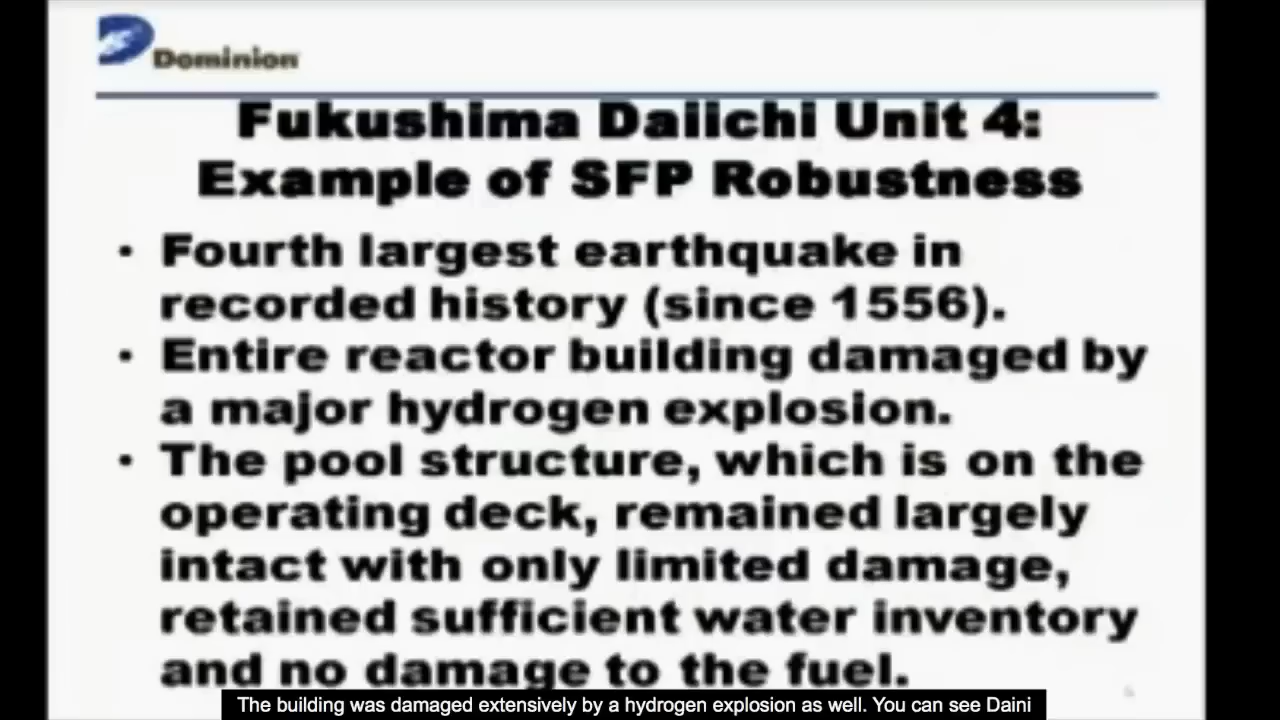 Dominion
Fukushima Daiichi Unit 4:
Example of SFP Robustness
• Fourth largest earthquake in
recorded history (since 1556).
• Entire reactor building damaged by
a major hydrogen explosion.
• The pool structure, which is on the
operating deck, remained largely
intact with only limited damage,
retained sufficient water inventory
and no damage to the fuel.
The building was damaged extensively by a hydrogen explosion as well. You can see Daini